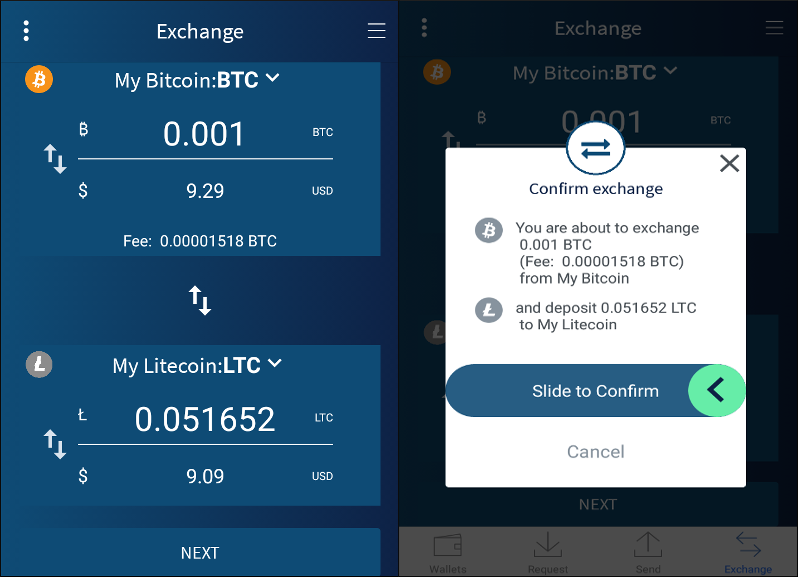 Exchange
My Bitcoin:BTC
฿ 0.001 BTC
$ 9.29 USD
Fee: 0.00001518 BTC
My Litecoin:LTC
Ł 0.051652 LTC
$ 9.09 USD
NEXT
Exchange
My Bitcoin:BTC
฿ 0.001 BTC
Confirm exchange
You are about to exchange
0.001 BTC
(Fee: 0.00001518 BTC)
from My Bitcoin
and deposit 0.051652 LTC
to My Litecoin
Slide to Confirm
Cancel
NEXT
Wallets Request Send Exchange